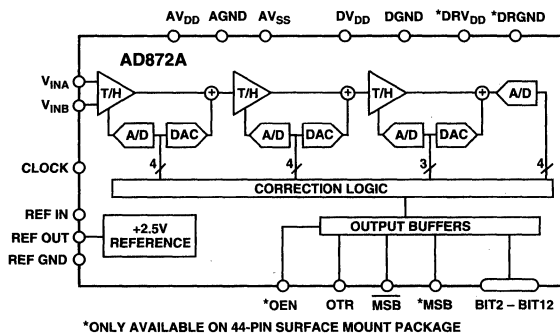 AVDD AGND AVSS DVDD DGND *DRVDD *DRGND
AD872A
VINA
VINB
T/H + T/H + T/H + A/D
A/D DAC A/D DAC A/D DAC
4 4 3 4
CLOCK
CORRECTION LOGIC
REF IN
REF OUT
REF GND
+2.5V
REFERENCE
OUTPUT BUFFERS
*OEN OTR MSB *MSB BIT2 – BIT12
*ONLY AVAILABLE ON 44-PIN SURFACE MOUNT PACKAGE